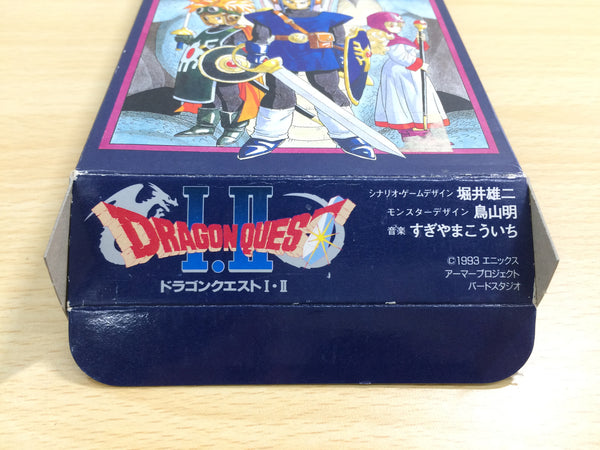 I・II
DRAGON QUEST
ドラゴンクエストI・II
シナリオ・ゲームデザイン 堀井雄二
モンスターデザイン 鳥山明
音楽 すぎやまこういち
©1993 エニックス
アーマープロジェクト
バードスタジオ